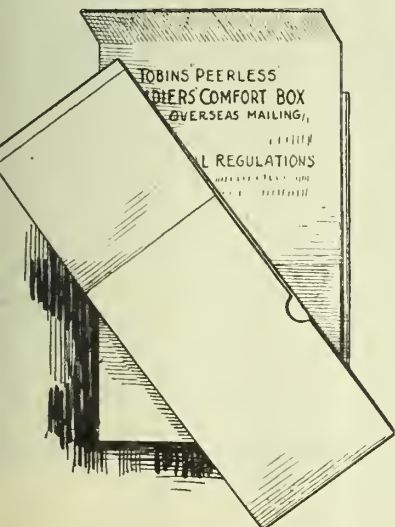 TOBINS' PEERLESS
DIERS' COMFORT BOX
OVERSEAS MAILING
L REGULATIONS